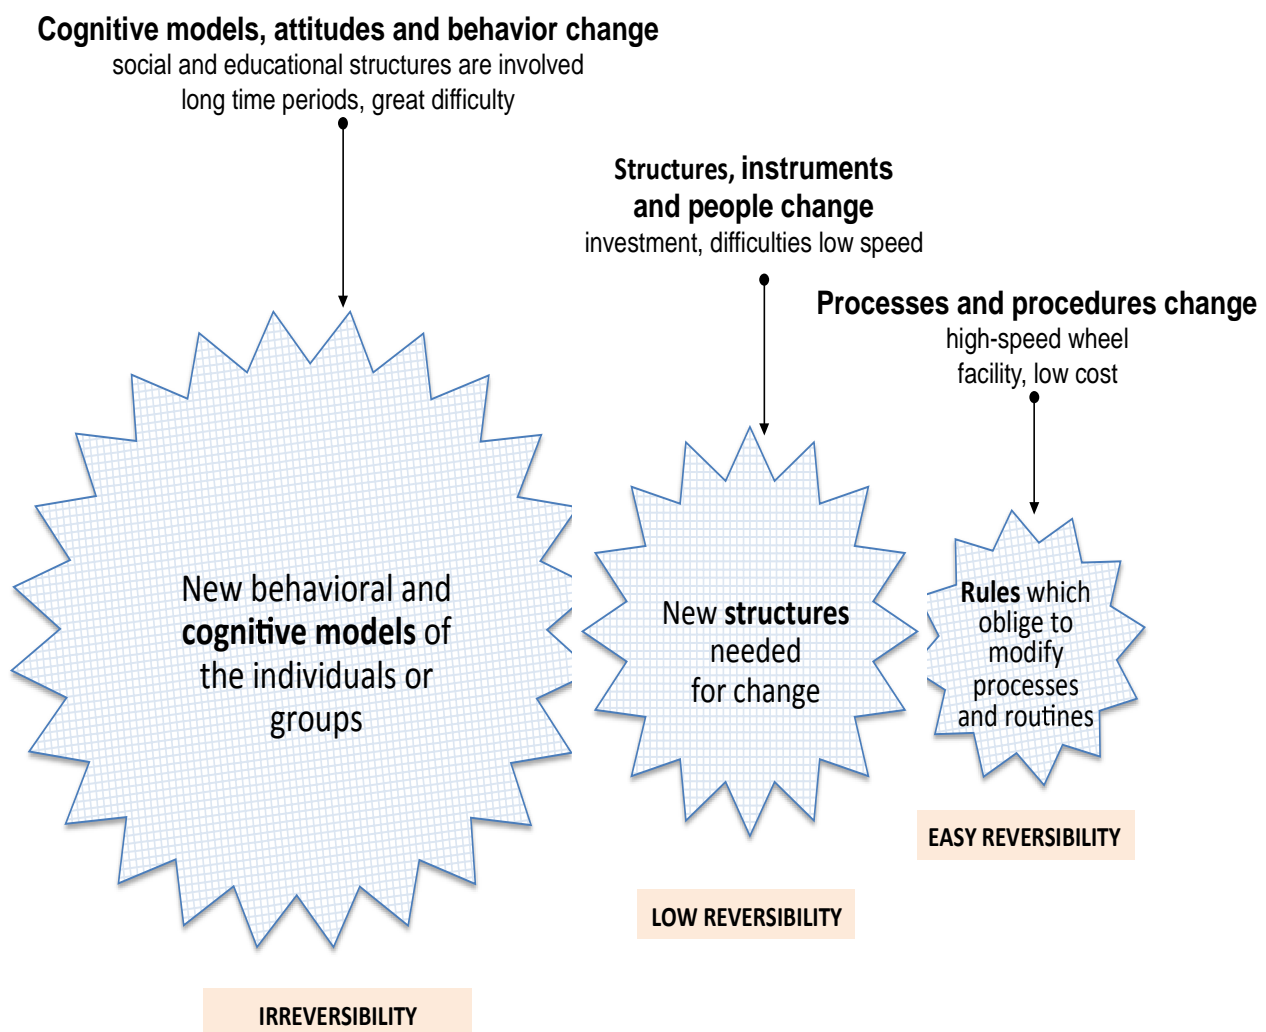 Cognitive models, attitudes and behavior change
social and educational structures are involved
long time periods, great difficulty
Structures, instruments
and people change
investment, difficulties low speed
Processes and procedures change
high-speed wheel
facility, low cost
New behavioral and
cognitive models of
the individuals or
groups
New structures
needed
for change
Rules which
oblige to
modify
processes
and routines
EASY REVERSIBILITY
LOW REVERSIBILITY
IRREVERSIBILITY